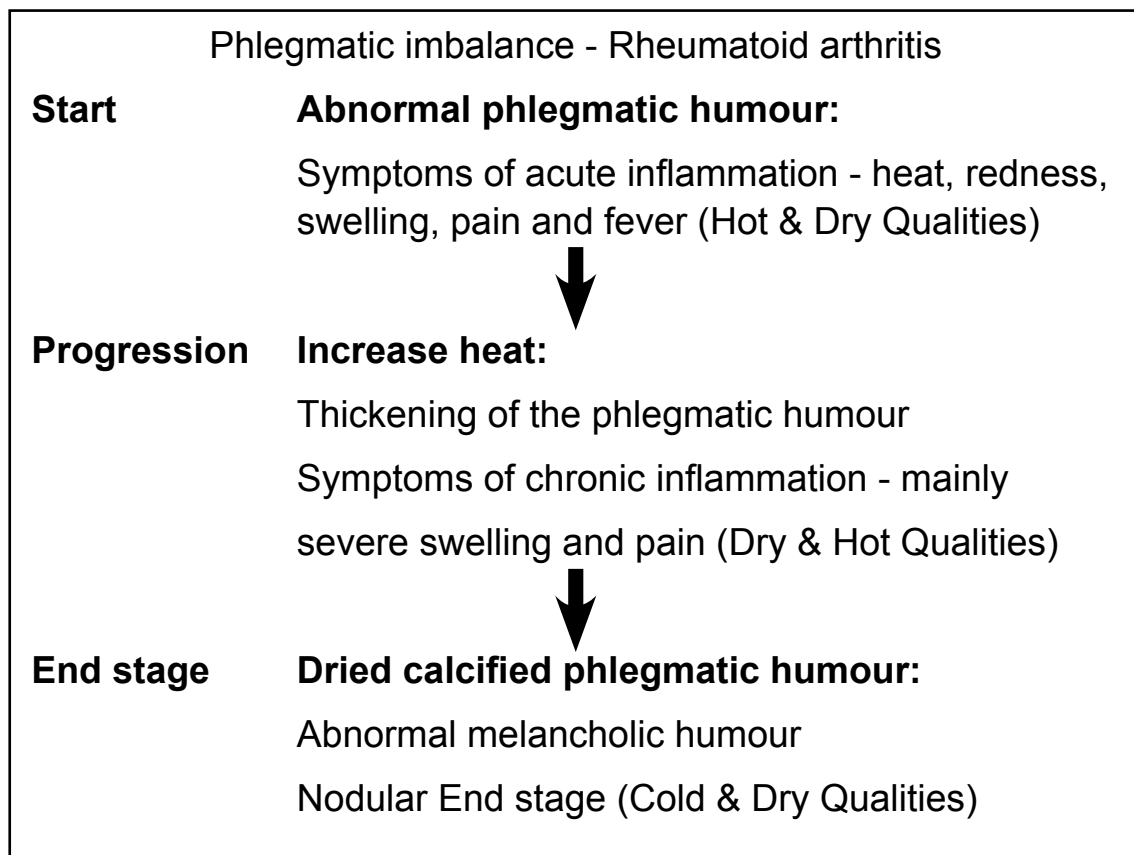 Phlegmatic imbalance - Rheumatoid arthritis
Start Abnormal phlegmatic humour:
Symptoms of acute inflammation - heat, redness,
swelling, pain and fever (Hot & Dry Qualities)
Progression Increase heat:
Thickening of the phlegmatic humour
Symptoms of chronic inflammation - mainly
severe swelling and pain (Dry & Hot Qualities)
End stage Dried calcified phlegmatic humour:
Abnormal melancholic humour
Nodular End stage (Cold & Dry Qualities)